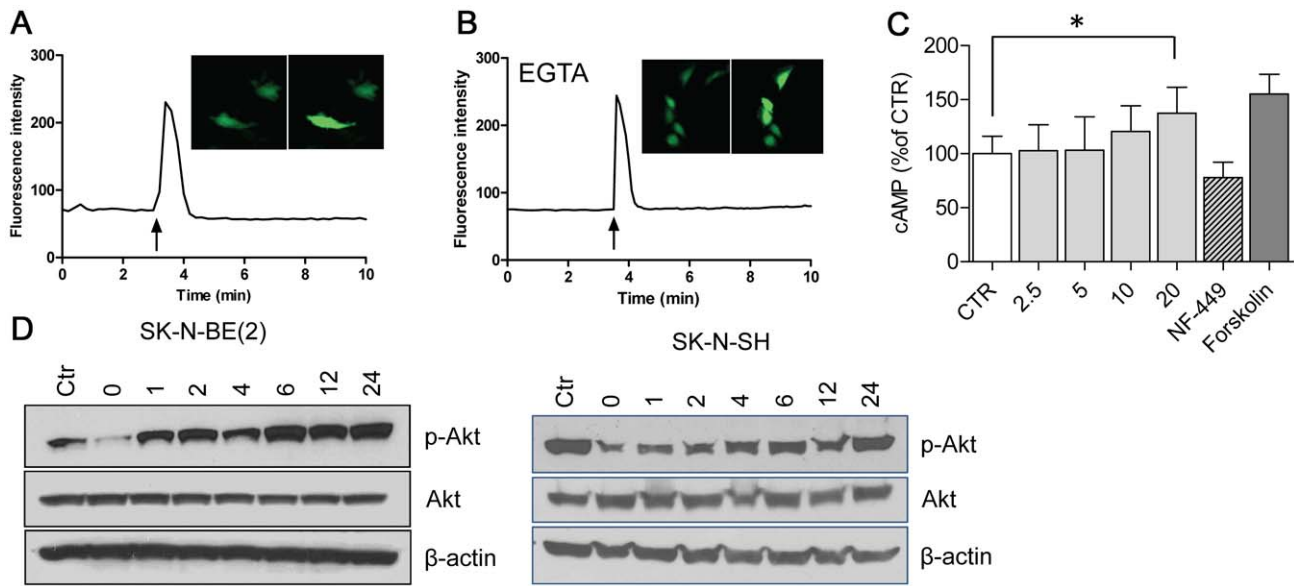 A
Fluorescence intensity
300
200
100
0
0 2 4 6 8 10
Time (min)
B
EGTA
Fluorescence intensity
300
200
100
0
0 2 4 6 8 10
Time (min)
C
*
cAMP (%of CTR)
200
150
100
50
0
CTR 2.5 5 10 20 NF-449 Forskolin
D
SK-N-BE(2)
Ctr 0 1 2 4 6 12 24
p-Akt
Akt
β-actin
SK-N-SH
Ctr 0 1 2 4 6 12 24
p-Akt
Akt
β-actin